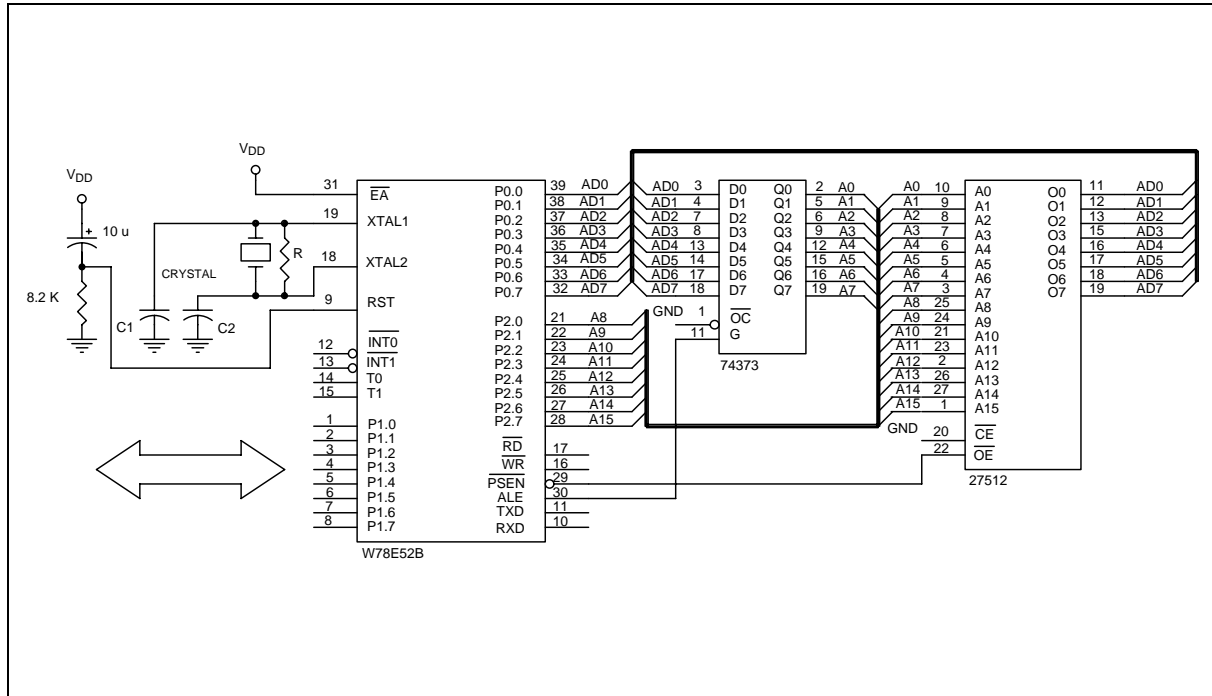 VDD
10 u
8.2 K
VDD
CRYSTAL
C1
C2
R
31
19
18
9
12
13
14
15
1
2
3
4
5
6
7
8
EA
XTAL1
XTAL2
RST
INT0
INT1
T0
T1
P1.0
P1.1
P1.2
P1.3
P1.4
P1.5
P1.6
P1.7
P0.0 39 AD0
P0.1 38 AD1
P0.2 37 AD2
P0.3 36 AD3
P0.4 35 AD4
P0.5 34 AD5
P0.6 33 AD6
P0.7 32 AD7
P2.0 21 A8
P2.1 22 A9
P2.2 23 A10
P2.3 24 A11
P2.4 25 A12
P2.5 26 A13
P2.6 27 A14
P2.7 28 A15
RD 17
WR 16
PSEN 29
ALE 30
TXD 11
RXD 10
W78E52B
AD0 3 D0 Q0 2 A0
AD1 4 D1 Q1 5 A1
AD2 7 D2 Q2 6 A2
AD3 8 D3 Q3 9 A3
AD4 13 D4 Q4 12 A4
AD5 14 D5 Q5 15 A5
AD6 17 D6 Q6 16 A6
AD7 18 D7 Q7 19 A7
GND 1 OC
11 G
74373
A0 10 A0 O0 11 AD0
A1 9 A1 O1 12 AD1
A2 8 A2 O2 13 AD2
A3 7 A3 O3 15 AD3
A4 6 A4 O4 16 AD4
A5 5 A5 O5 17 AD5
A6 4 A6 O6 18 AD6
A7 3 A7 O7 19 AD7
A8 25 A8
A9 24 A9
A10 21 A10
A11 23 A11
A12 2 A12
A13 26 A13
A14 27 A14
A15 1 A15
GND 20 CE
22 OE
27512